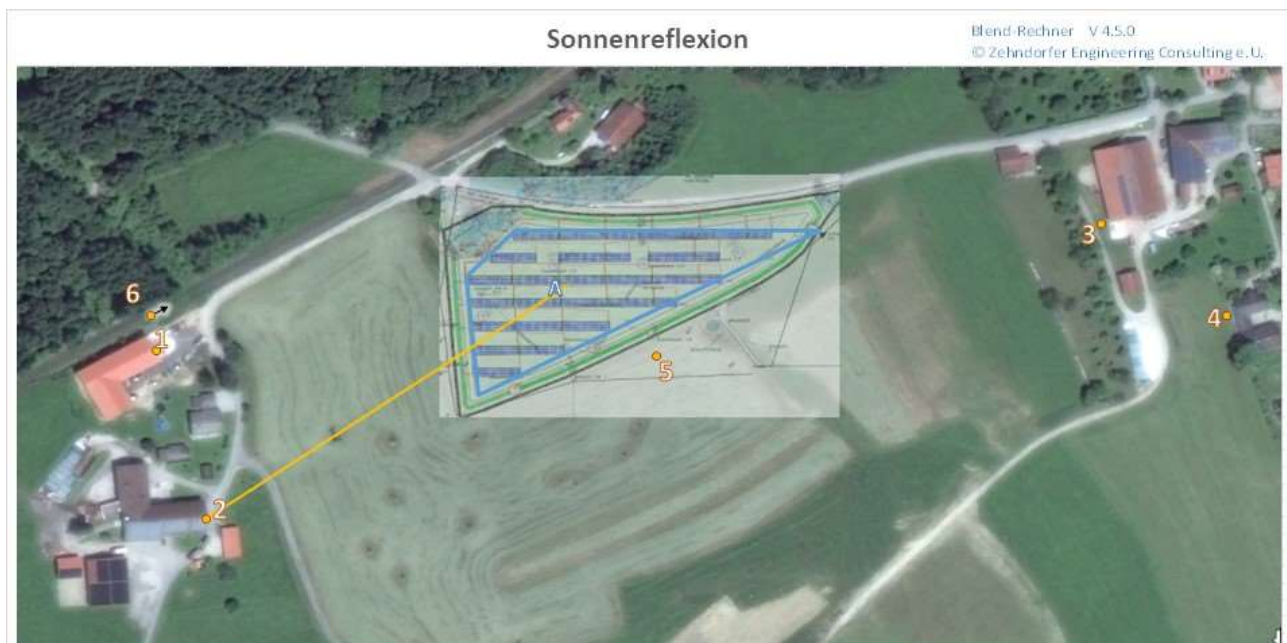 Sonnenreflexion
Blend-Rechner V 4.5.0
© Zehndorfer Engineering Consulting e. U.
A
6
1
2
3
4
5